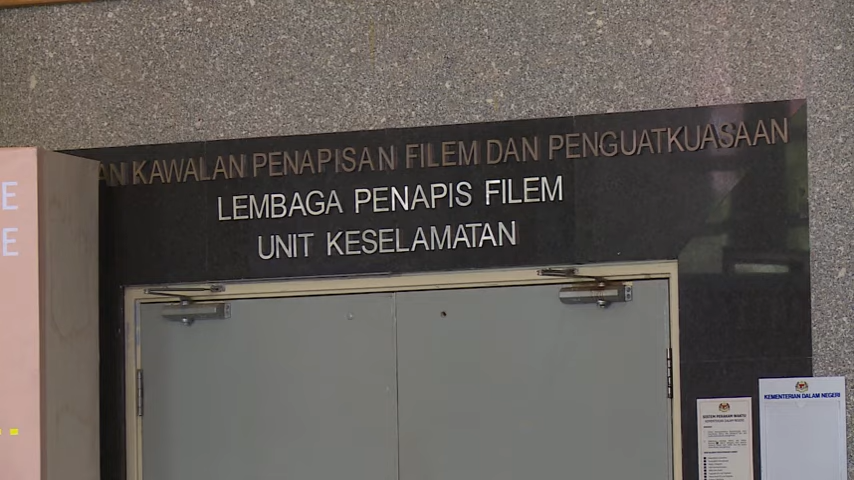 AN KAWALAN PENAPISAN FILEM DAN PENGUATKUASAAN
LEMBAGA PENAPIS FILEM
UNIT KESELAMATAN
E
E
KEMENTERIAN DALAM NEGERI